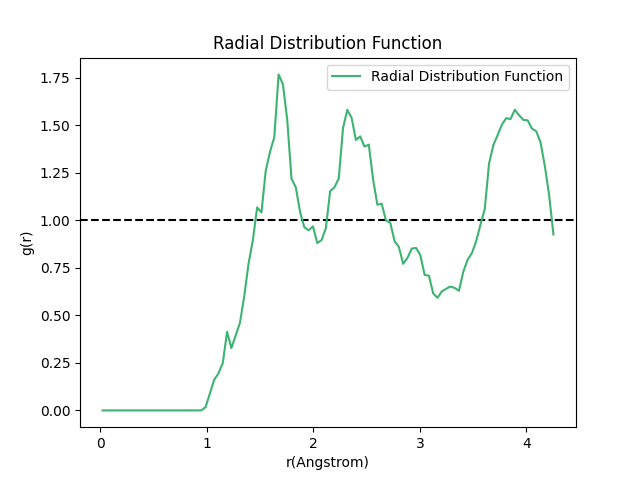 Radial Distribution Function
Radial Distribution Function
1.75
1.50
1.25
1.00
0.75
0.50
0.25
0.00
g(r)
0 1 2 3 4
r(Angstrom)